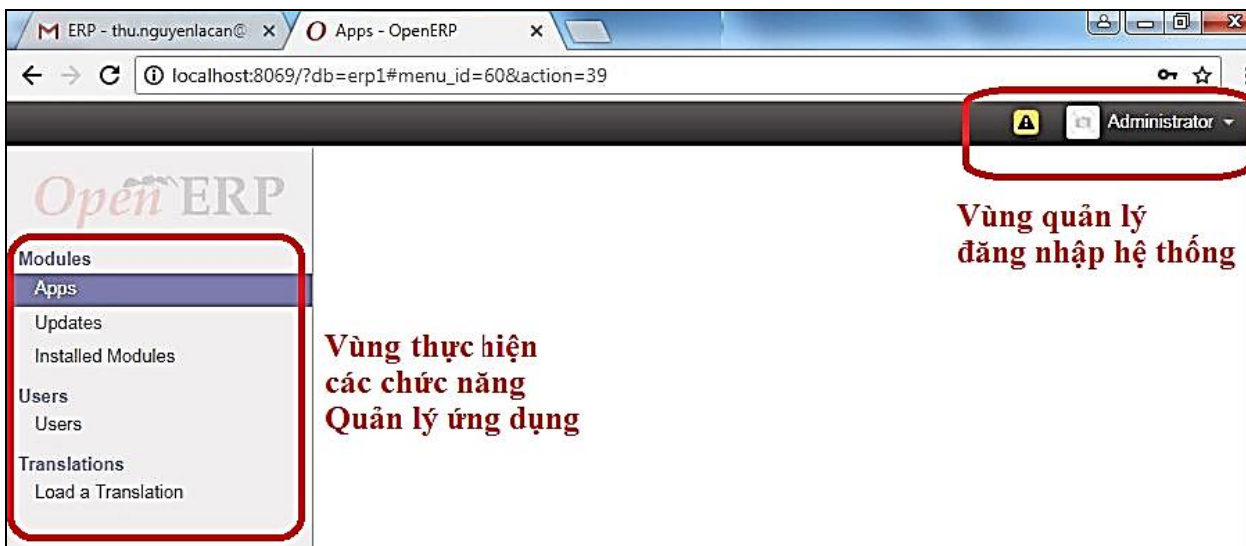 ERP - thu.nguyenlacan@
Apps - OpenERP
localhost:8069/?db=erp1#menu_id=60&action=39
Administrator
Open ERP
Modules
Apps
Updates
Installed Modules
Users
Users
Translations
Load a Translation
Vùng quản lý
đăng nhập hệ thống
Vùng thực hiện
các chức năng
Quản lý ứng dụng